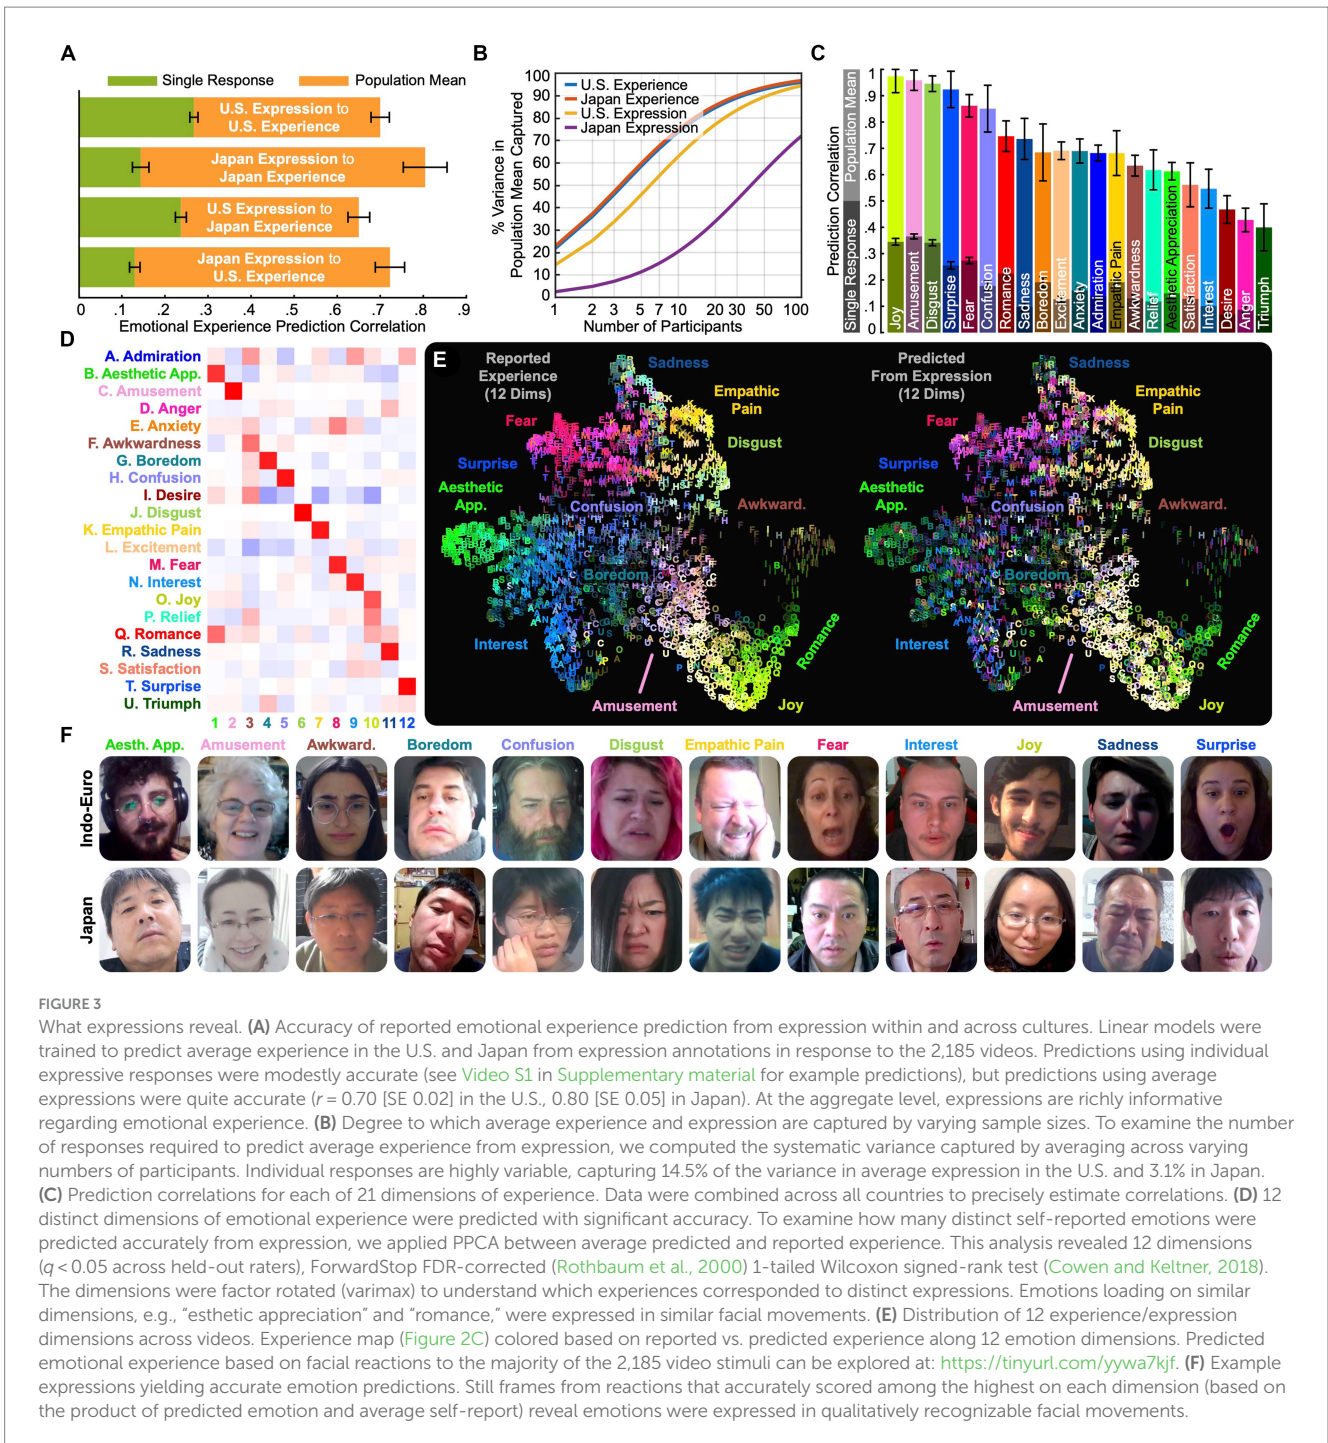 A
Single Response
Population Mean
U.S. Expression to
U.S. Experience
Japan Expression to
Japan Experience
U.S Expression to
Japan Experience
Japan Expression to
U.S. Experience
0 .1 .2 .3 .4 .5 .6 .7 .8 .9
Emotional Experience Prediction Correlation
B
% Variance in
Population Mean Captured
100
90
80
70
60
50
40
30
20
10
0
U.S. Experience
Japan Experience
U.S. Expression
Japan Expression
1 2 3 5 7 10 20 30 50 100
Number of Participants
C
Prediction Correlation
Single Response
Population Mean
1
.9
.8
.7
.6
.5
.4
.3
.2
.1
0
Joy
Amusement
Disgust
Surprise
Fear
Confusion
Romance
Sadness
Boredom
Excitement
Anxiety
Admiration
Empathic Pain
Awkwardness
Relief
Aesthetic Appreciation
Satisfaction
Interest
Desire
Anger
Triumph
D
A. Admiration
B. Aesthetic App.
C. Amusement
D. Anger
E. Anxiety
F. Awkwardness
G. Boredom
H. Confusion
I. Desire
J. Disgust
K. Empathic Pain
L. Excitement
M. Fear
N. Interest
O. Joy
P. Relief
Q. Romance
R. Sadness
S. Satisfaction
T. Surprise
U. Triumph
1 2 3 4 5 6 7 8 9 10 11 12
E
Reported
Experience
(12 Dims)
Sadness
Empathic
Pain
Fear
Disgust
Surprise
Aesthetic
App.
Confusion
Awkward.
Boredom
Interest
Romance
Amusement
Joy
Predicted
From Expression
(12 Dims)
Sadness
Empathic
Pain
Fear
Disgust
Surprise
Aesthetic
App.
Confusion
Awkward.
Boredom
Interest
Romance
Amusement
Joy
F
Aesth. App. Amusement Awkward. Boredom Confusion Disgust Empathic Pain Fear Interest Joy Sadness Surprise
Indo-Euro
Japan
FIGURE 3
What expressions reveal. (A) Accuracy of reported emotional experience prediction from expression within and across cultures. Linear models were
trained to predict average experience in the U.S. and Japan from expression annotations in response to the 2,185 videos. Predictions using individual
expressive responses were modestly accurate (see Video S1 in Supplementary material for example predictions), but predictions using average
expressions were quite accurate (r = 0.70 [SE 0.02] in the U.S., 0.80 [SE 0.05] in Japan). At the aggregate level, expressions are richly informative
regarding emotional experience. (B) Degree to which average experience and expression are captured by varying sample sizes. To examine the number
of responses required to predict average experience from expression, we computed the systematic variance captured by averaging across varying
numbers of participants. Individual responses are highly variable, capturing 14.5% of the variance in average expression in the U.S. and 3.1% in Japan.
(C) Prediction correlations for each of 21 dimensions of experience. Data were combined across all countries to precisely estimate correlations. (D) 12
distinct dimensions of emotional experience were predicted with significant accuracy. To examine how many distinct self-reported emotions were
predicted accurately from expression, we applied PPCA between average predicted and reported experience. This analysis revealed 12 dimensions
(q < 0.05 across held-out raters), ForwardStop FDR-corrected (Rothbaum et al., 2000) 1-tailed Wilcoxon signed-rank test (Cowen and Keltner, 2018).
The dimensions were factor rotated (varimax) to understand which experiences corresponded to distinct expressions. Emotions loading on similar
dimensions, e.g., “esthetic appreciation” and “romance,” were expressed in similar facial movements. (E) Distribution of 12 experience/expression
dimensions across videos. Experience map (Figure 2C) colored based on reported vs. predicted experience along 12 emotion dimensions. Predicted
emotional experience based on facial reactions to the majority of the 2,185 video stimuli can be explored at: https://tinyurl.com/yywa7kjf. (F) Example
expressions yielding accurate emotion predictions. Still frames from reactions that accurately scored among the highest on each dimension (based on
the product of predicted emotion and average self-report) reveal emotions were expressed in qualitatively recognizable facial movements.